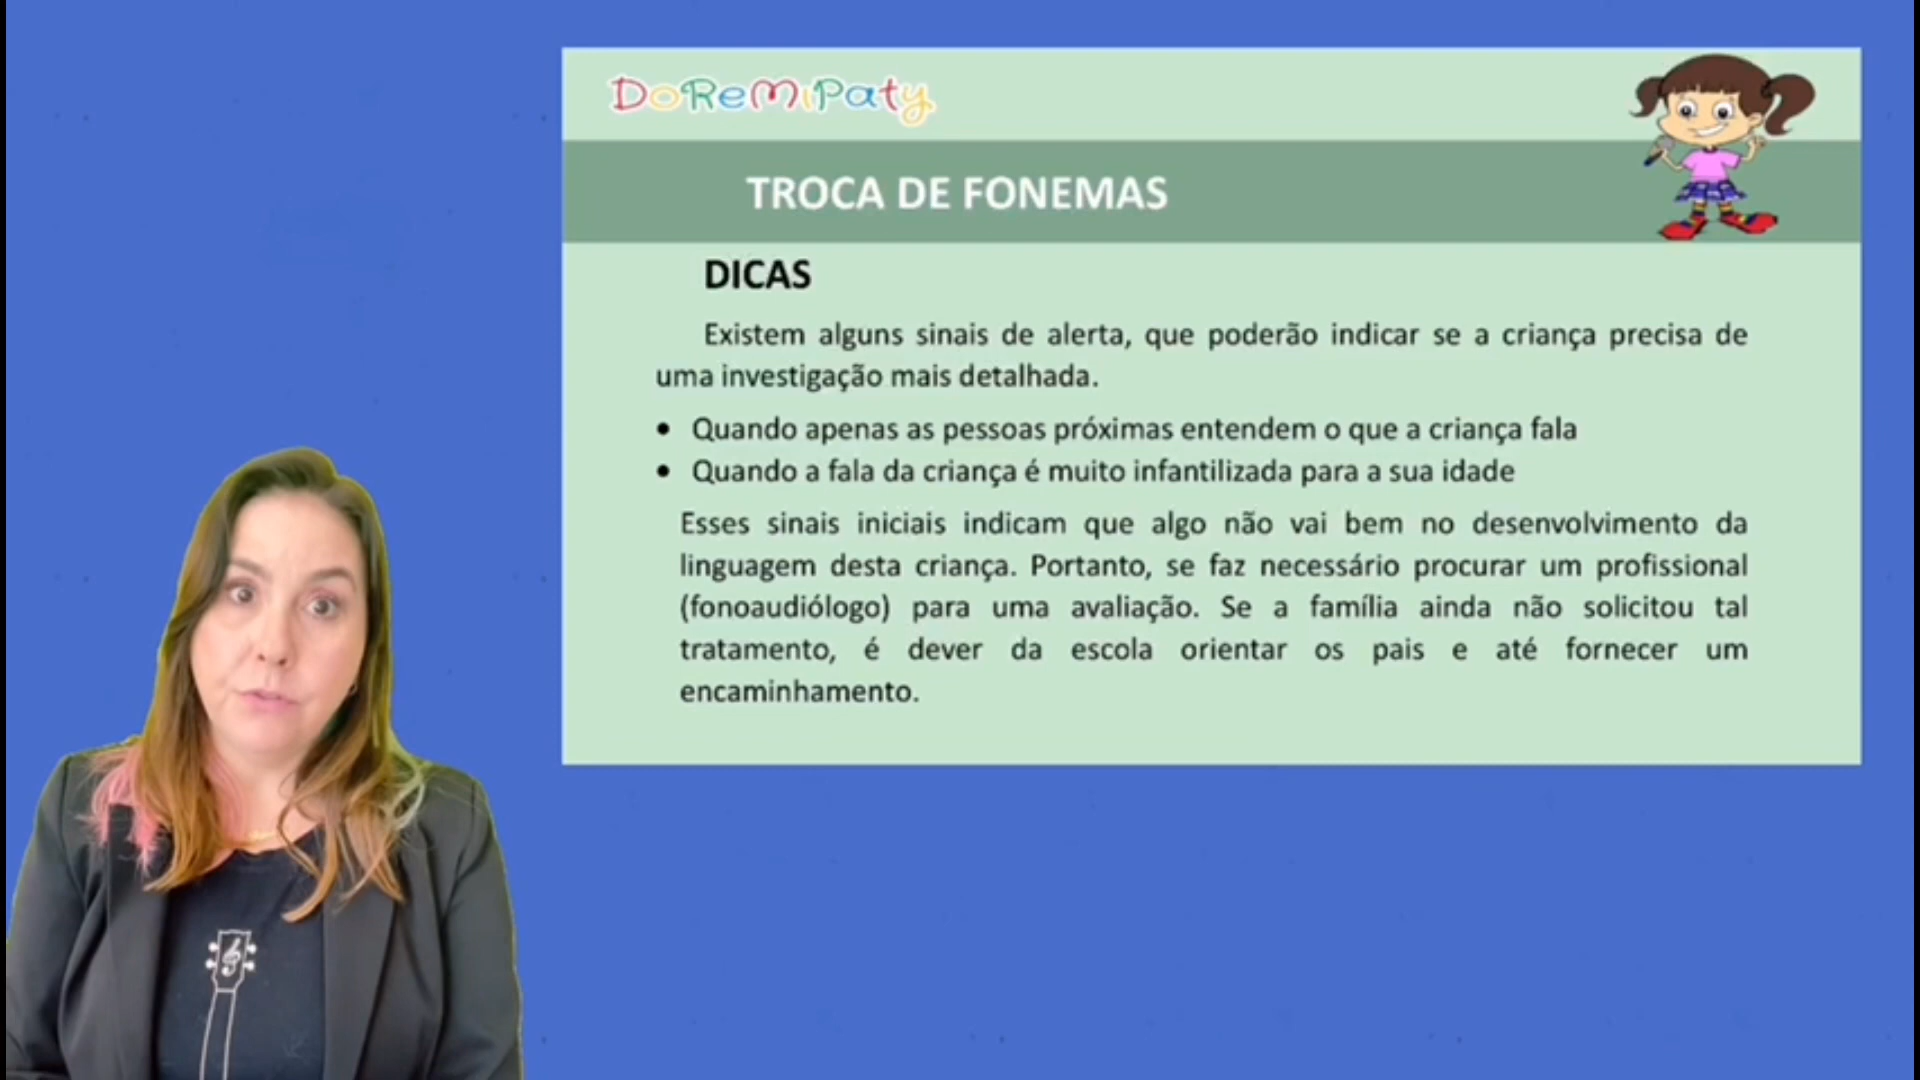 DoReMiPaty
TROCA DE FONEMAS
DICAS
Existem alguns sinais de alerta, que poderão indicar se a criança precisa de
uma investigação mais detalhada.
• Quando apenas as pessoas próximas entendem o que a criança fala
• Quando a fala da criança é muito infantilizada para a sua idade
Esses sinais iniciais indicam que algo não vai bem no desenvolvimento da
linguagem desta criança. Portanto, se faz necessário procurar um profissional
(fonoaudiólogo) para uma avaliação. Se a família ainda não solicitou tal
tratamento, é dever da escola orientar os pais e até fornecer um
encaminhamento.